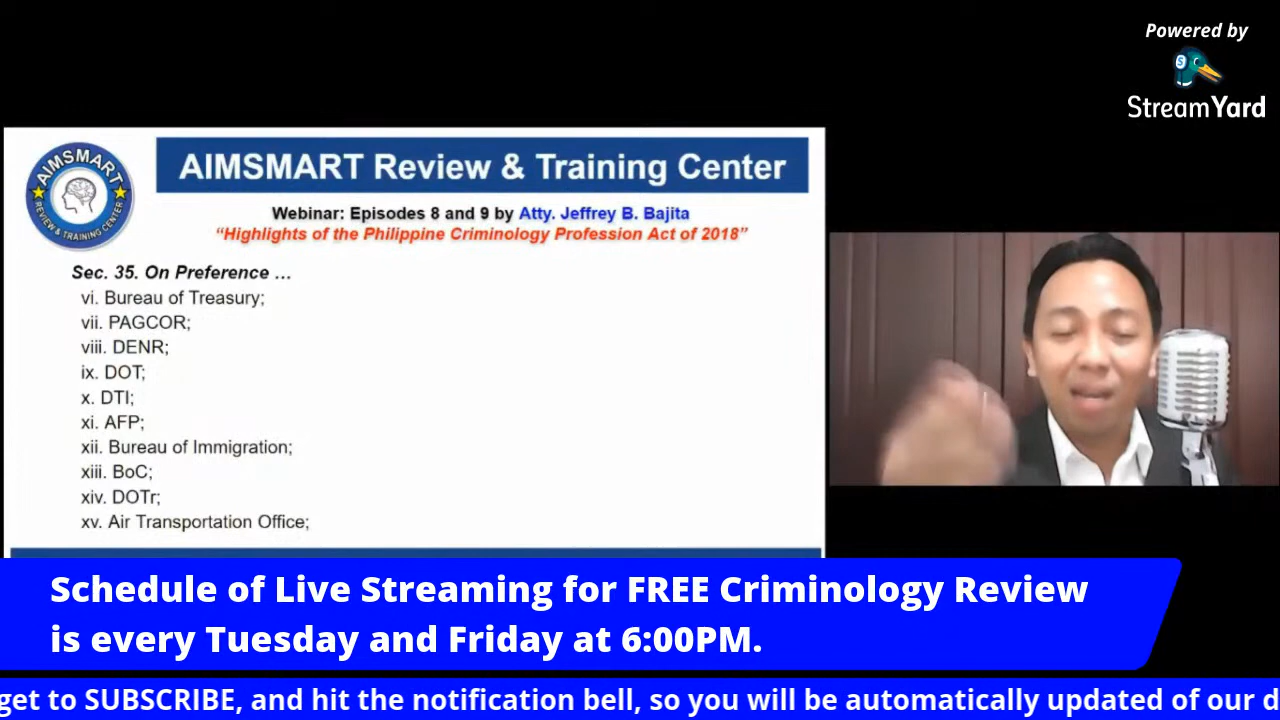 Powered by
StreamYard
AIMSMART
REVIEW & TRAINING CENTER
AIMSMART Review & Training Center
Webinar: Episodes 8 and 9 by Atty. Jeffrey B. Bajita
“Highlights of the Philippine Criminology Profession Act of 2018”
Sec. 35. On Preference …
vi. Bureau of Treasury;
vii. PAGCOR;
viii. DENR;
ix. DOT;
x. DTI;
xi. AFP;
xii. Bureau of Immigration;
xiii. BoC;
xiv. DOTr;
xv. Air Transportation Office;
Schedule of Live Streaming for FREE Criminology Review
is every Tuesday and Friday at 6:00PM.
get to SUBSCRIBE, and hit the notification bell, so you will be automatically updated of our d